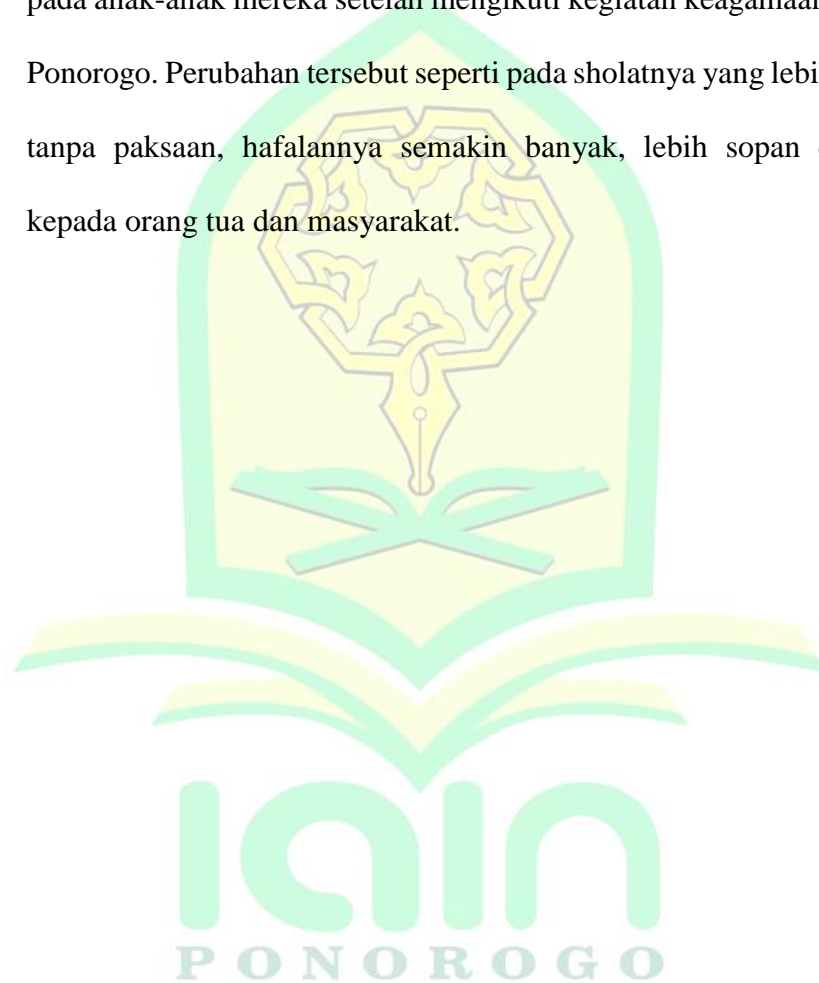 pada anak-anak mereka setelah mengikuti kegiatan keagamaan
Ponorogo. Perubahan tersebut seperti pada sholatnya yang lebi
tanpa paksaan, hafalannya semakin banyak, lebih sopan
kepada orang tua dan masyarakat.
iain
PONOROGO